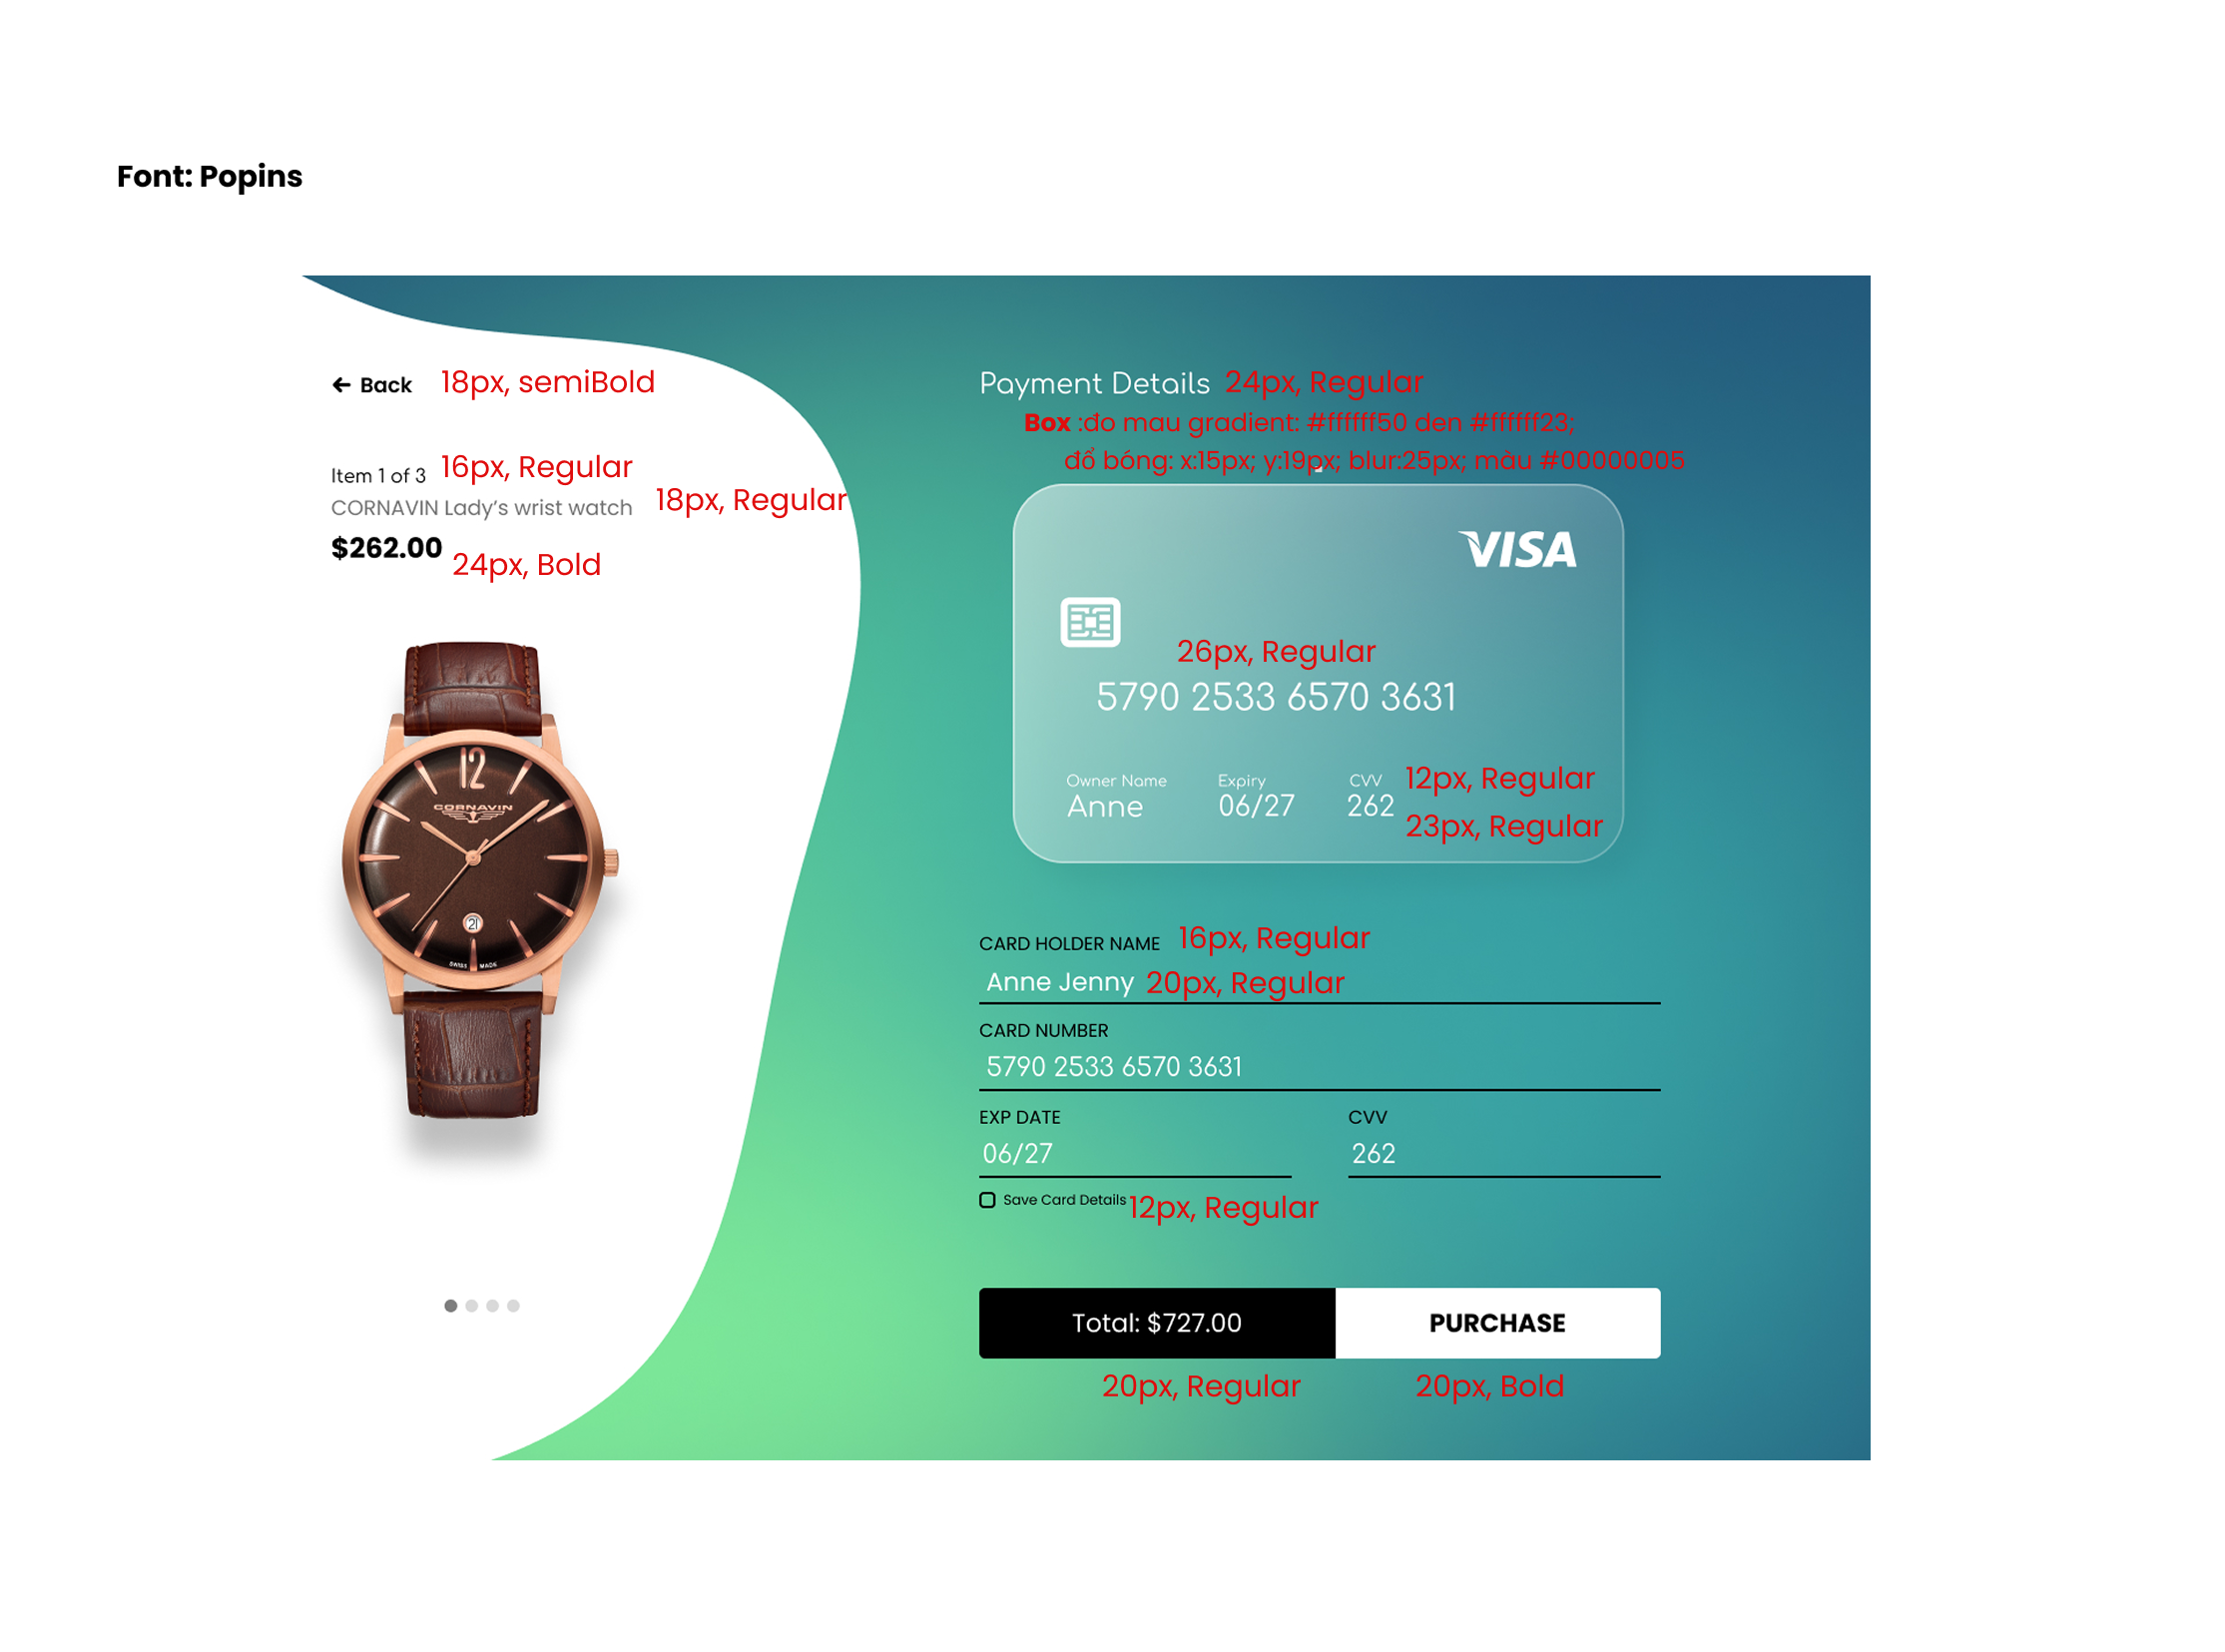 Font: Popins
Back 18px, semiBold
Item 1 of 3 16px, Regular
CORNAVIN Lady's wrist watch 18px, Regular
$262.00 24px, Bold
12
CORNAVIN
21
SWISS MADE
Payment Details 24px, Regular
Box :đo mau gradient: #ffffff50 den #ffffff23;
đổ bóng: x:15px; y:19px; blur:25px; màu #00000005
VISA
26px, Regular
5790 2533 6570 3631
Owner Name Expiry CVV 12px, Regular
Anne 06/27 262 23px, Regular
CARD HOLDER NAME 16px, Regular
Anne Jenny 20px, Regular
CARD NUMBER
5790 2533 6570 3631
EXP DATE CVV
06/27 262
Save Card Details 12px, Regular
Total: $727.00 PURCHASE
20px, Regular 20px, Bold